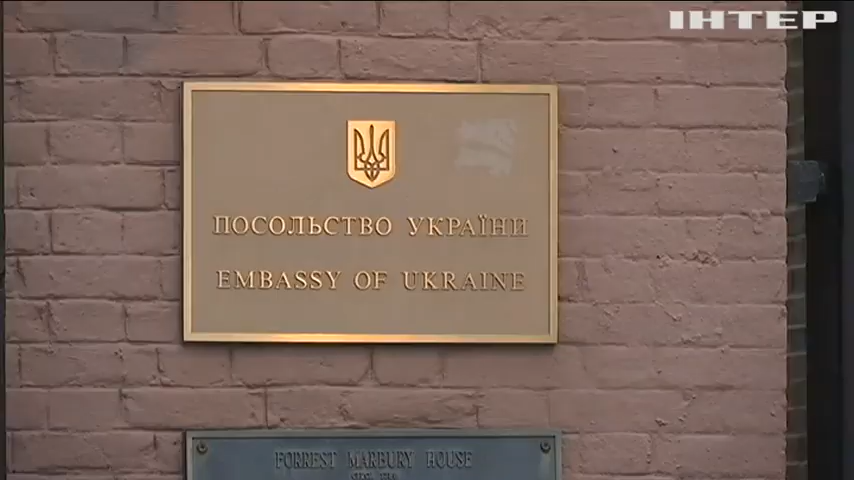 ІНТЕР
ПОСОЛЬСТВО УКРАЇНИ
EMBASSY OF UKRAINE
FORREST MARBURY HOUSE